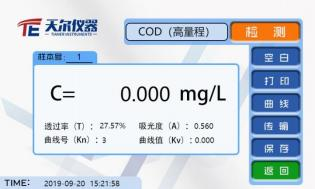 天尔仪器
TIANER INSTRUMENTS
COD（高量程）
检 测
样本号： 1
C= 0.000 mg/L
透过率（T）： 27.57% 吸光度（A）： 0.560
曲线号（Kn）：3 曲线值（Kv）：0.000
空 白
打 印
曲 线
传 输
保 存
返 回
TIME： 2019-09-20 15:21:58